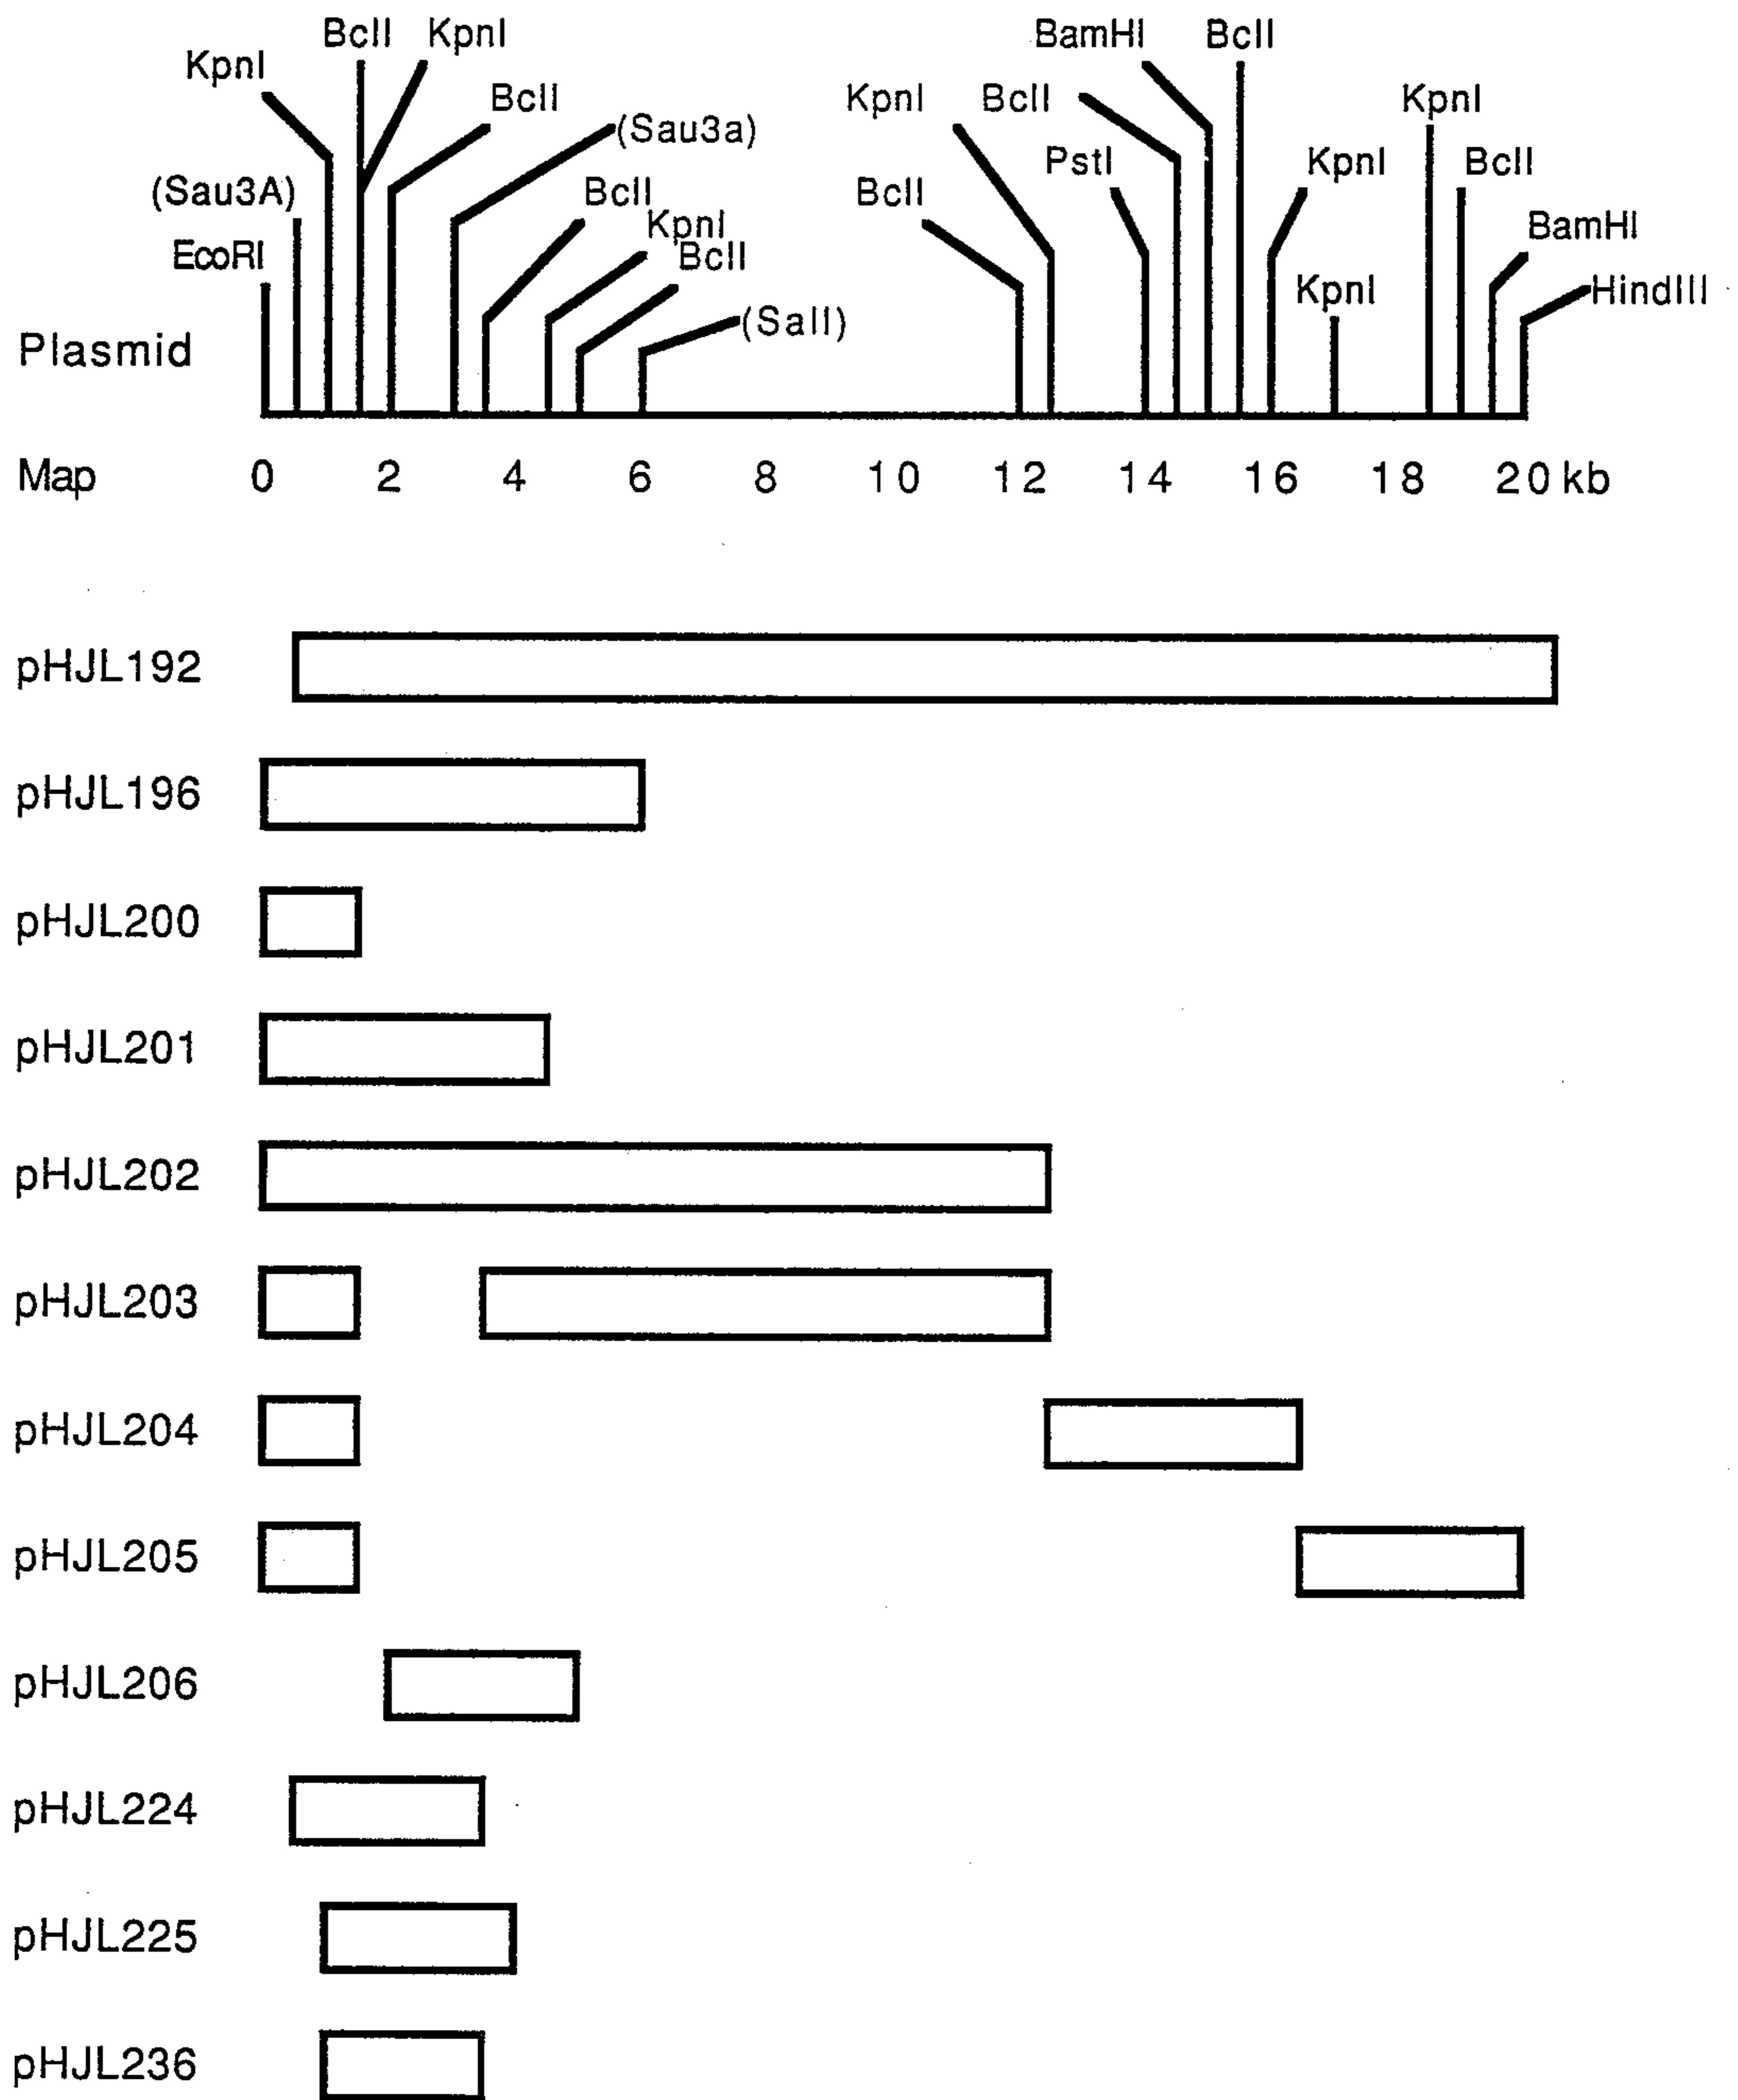 BclI KpnI
BamHI BclI
KpnI
BclI
KpnI BclI
KpnI
(Sau3a)
PstI
KpnI
BclI
(Sau3A)
BclI
BclI
KpnI
BamHI
EcoRI
BclI
KpnI
HindIII
(SalI)
Plasmid
Map 0 2 4 6 8 10 12 14 16 18 20 kb
pHJL192
pHJL196
pHJL200
pHJL201
pHJL202
pHJL203
pHJL204
pHJL205
pHJL206
pHJL224
pHJL225
pHJL236